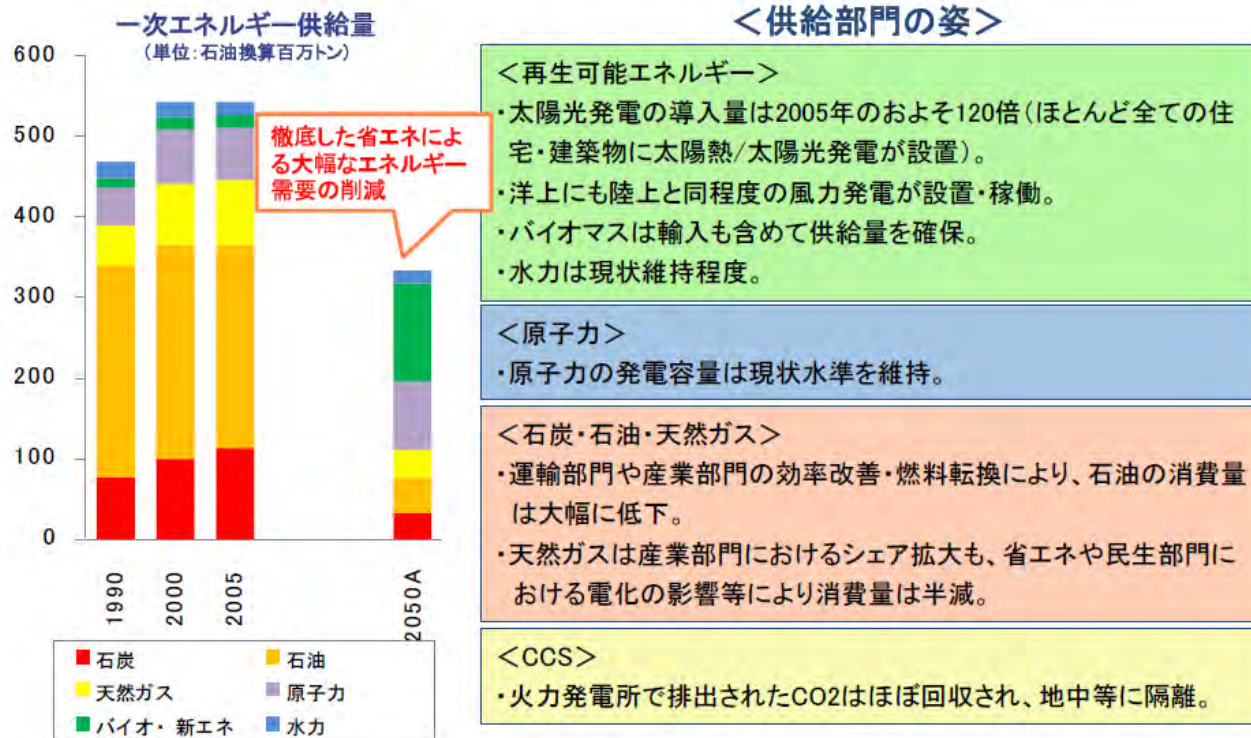 一次エネルギー供給量
(単位:石油換算百万トン)
600
500
400
300
200
100
0
徹底した省エネによ
る大幅なエネルギー
需要の削減
1990
2000
2005
2050A
石炭
石油
天然ガス
原子力
バイオ・ 新エネ
水力
＜供給部門の姿＞
＜再生可能エネルギー＞
・太陽光発電の導入量は2005年のおよそ120倍(ほとんど全ての住
宅・建築物に太陽熱/太陽光発電が設置)。
・洋上にも陸上と同程度の風力発電が設置・稼働。
・バイオマスは輸入も含めて供給量を確保。
・水力は現状維持程度。
＜原子力＞
・原子力の発電容量は現状水準を維持。
＜石炭・石油・天然ガス＞
・運輸部門や産業部門の効率改善・燃料転換により、石油の消費量
は大幅に低下。
・天然ガスは産業部門におけるシェア拡大も、省エネや民生部門に
おける電化の影響等により消費量は半減。
＜CCS＞
・火力発電所で排出されたCO2はほぼ回収され、地中等に隔離。